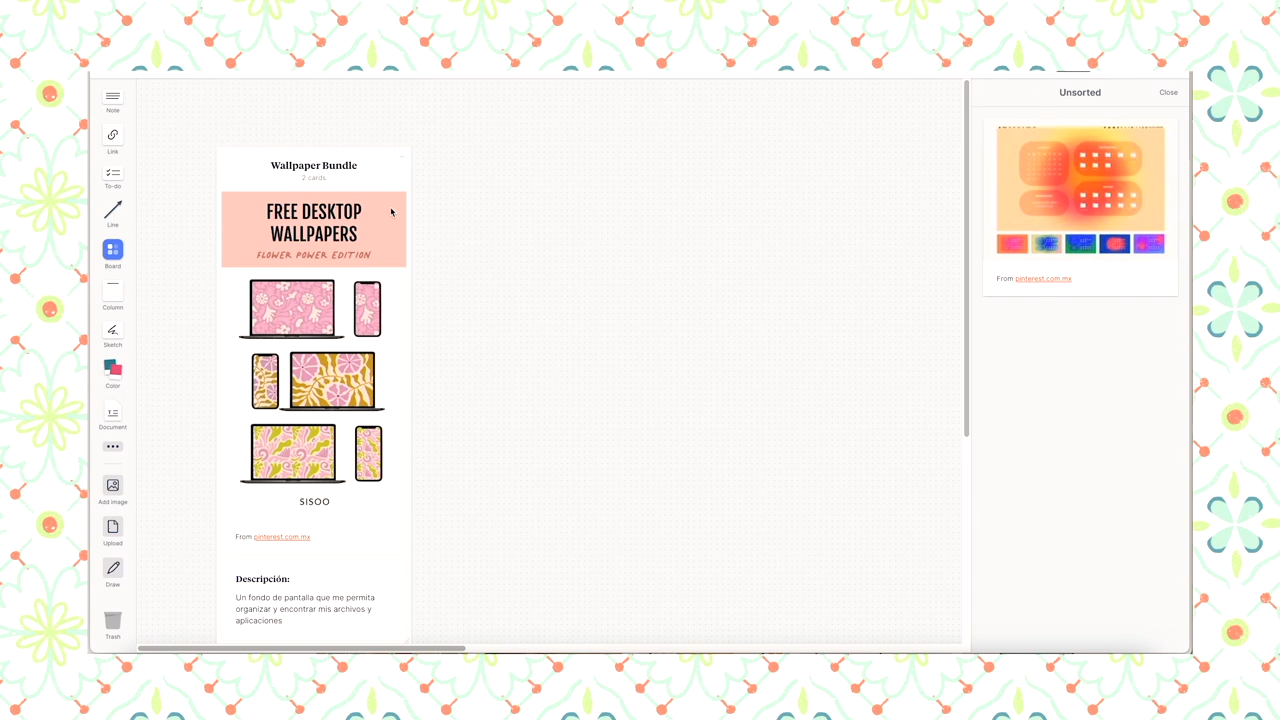 Note
Link
To-do
Line
Board
Column
Sketch
Color
Document
Add image
Upload
Draw
Trash
Wallpaper Bundle
2 cards
FREE DESKTOP
WALLPAPERS
FLOWER POWER EDITION
SISOO
From pinterest.com.mx
Descripción:
Un fondo de pantalla que me permita
organizar y encontrar mis archivos y
aplicaciones
Unsorted
Close
From pinterest.com.mx